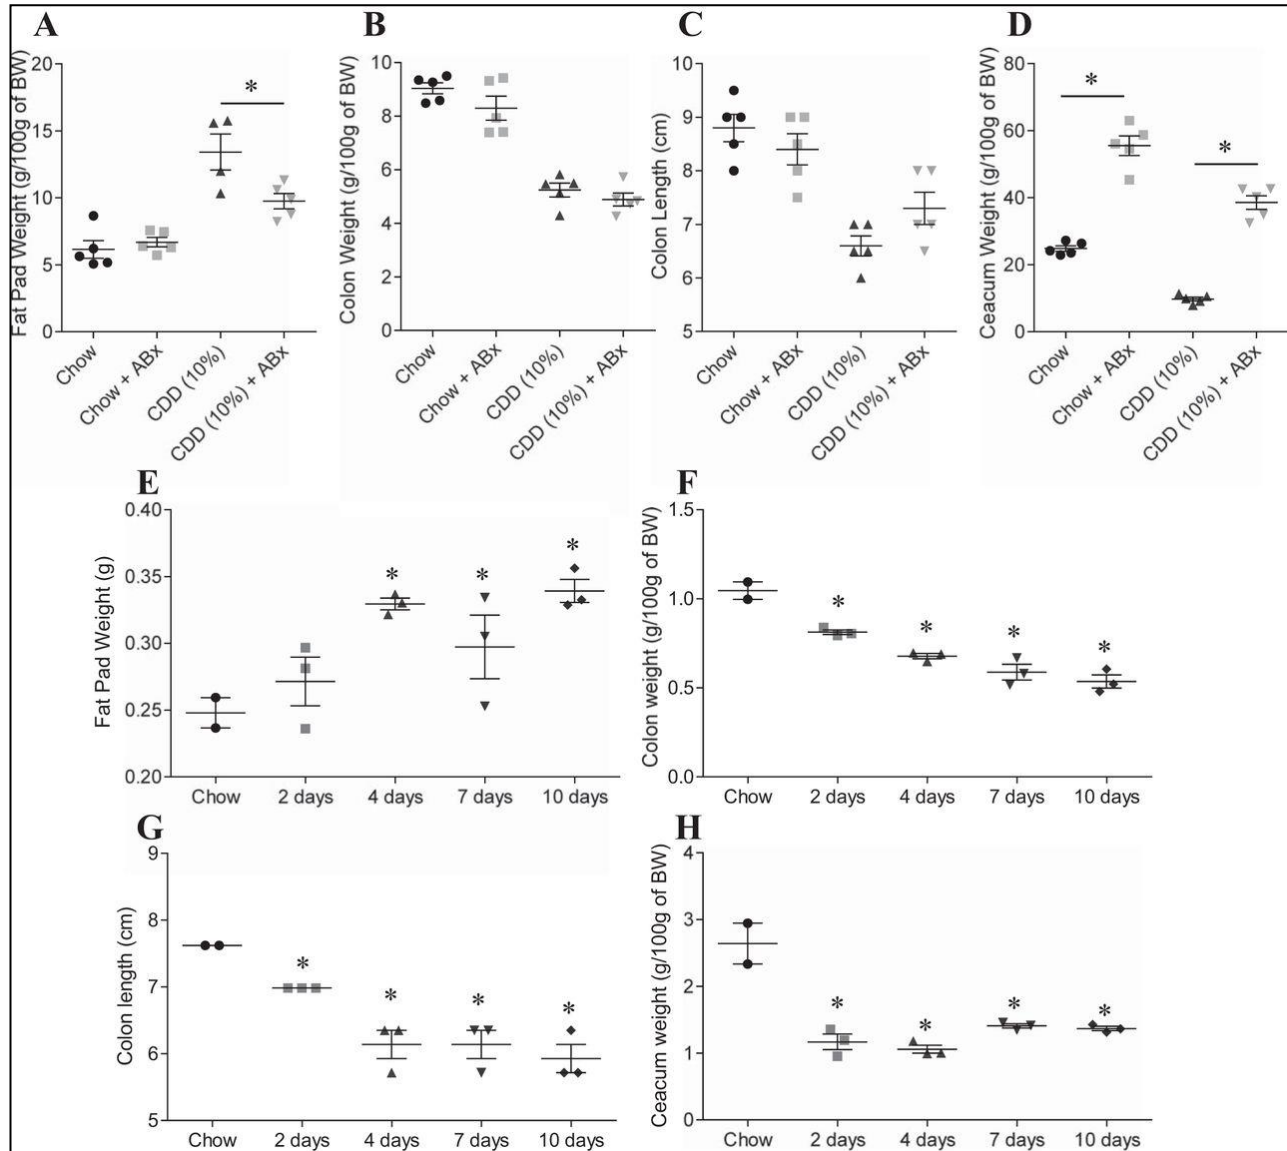 A
Fat Pad Weight (g/100g of BW)
20
15
10
5
0
*
Chow
Chow + ABx
CDD (10%)
CDD (10%) + ABx
B
Colon Weight (g/100g of BW)
10
8
6
4
2
0
Chow
Chow + ABx
CDD (10%)
CDD (10%) + ABx
C
Colon Length (cm)
10
9
8
7
6
5
Chow
Chow + ABx
CDD (10%)
CDD (10%) + ABx
D
Ceacum Weight (g/100g of BW)
80
60
40
20
0
*
*
Chow
Chow + ABx
CDD (10%)
CDD (10%) + ABx
E
Fat Pad Weight (g)
0.40
0.35
0.30
0.25
0.20
* * *
Chow 2 days 4 days 7 days 10 days
F
Colon weight (g/100g of BW)
1.5
1.0
0.5
0.0
* * * *
Chow 2 days 4 days 7 days 10 days
G
Colon length (cm)
9
8
7
6
5
* * * *
Chow 2 days 4 days 7 days 10 days
H
Ceacum weight (g/100g of BW)
4
3
2
1
0
* * * *
Chow 2 days 4 days 7 days 10 days